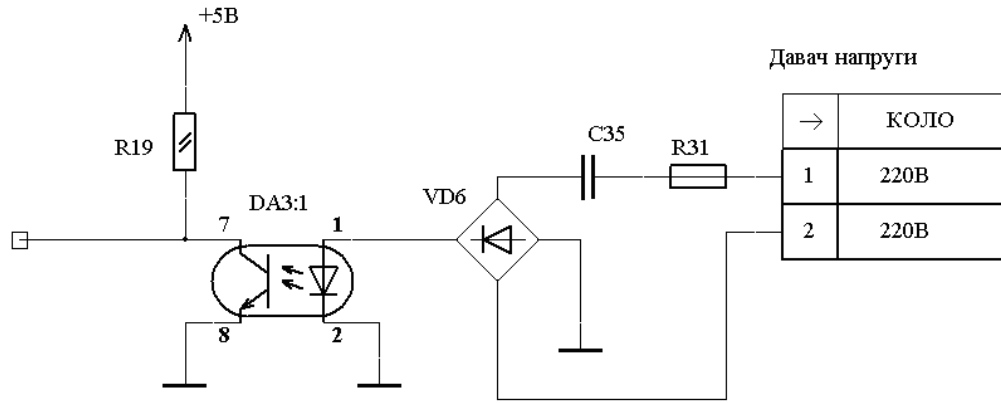 +5В
Давач напруги
R19
C35
R31
→ КОЛО
1 220В
2 220В
DA3:1
VD6
7 1
8 2